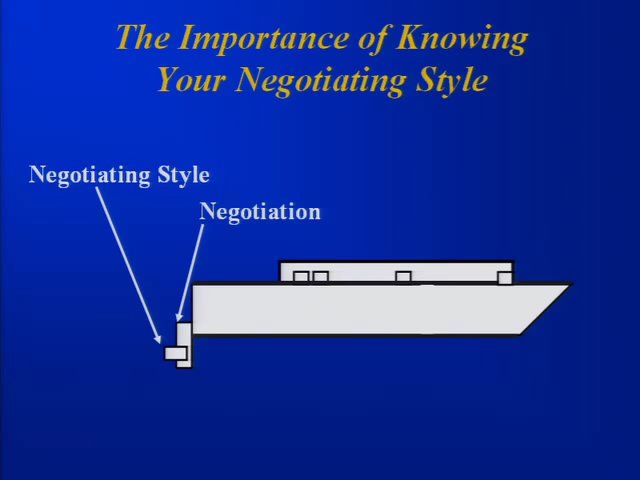 The Importance of Knowing
Your Negotiating Style
Negotiating Style
Negotiation